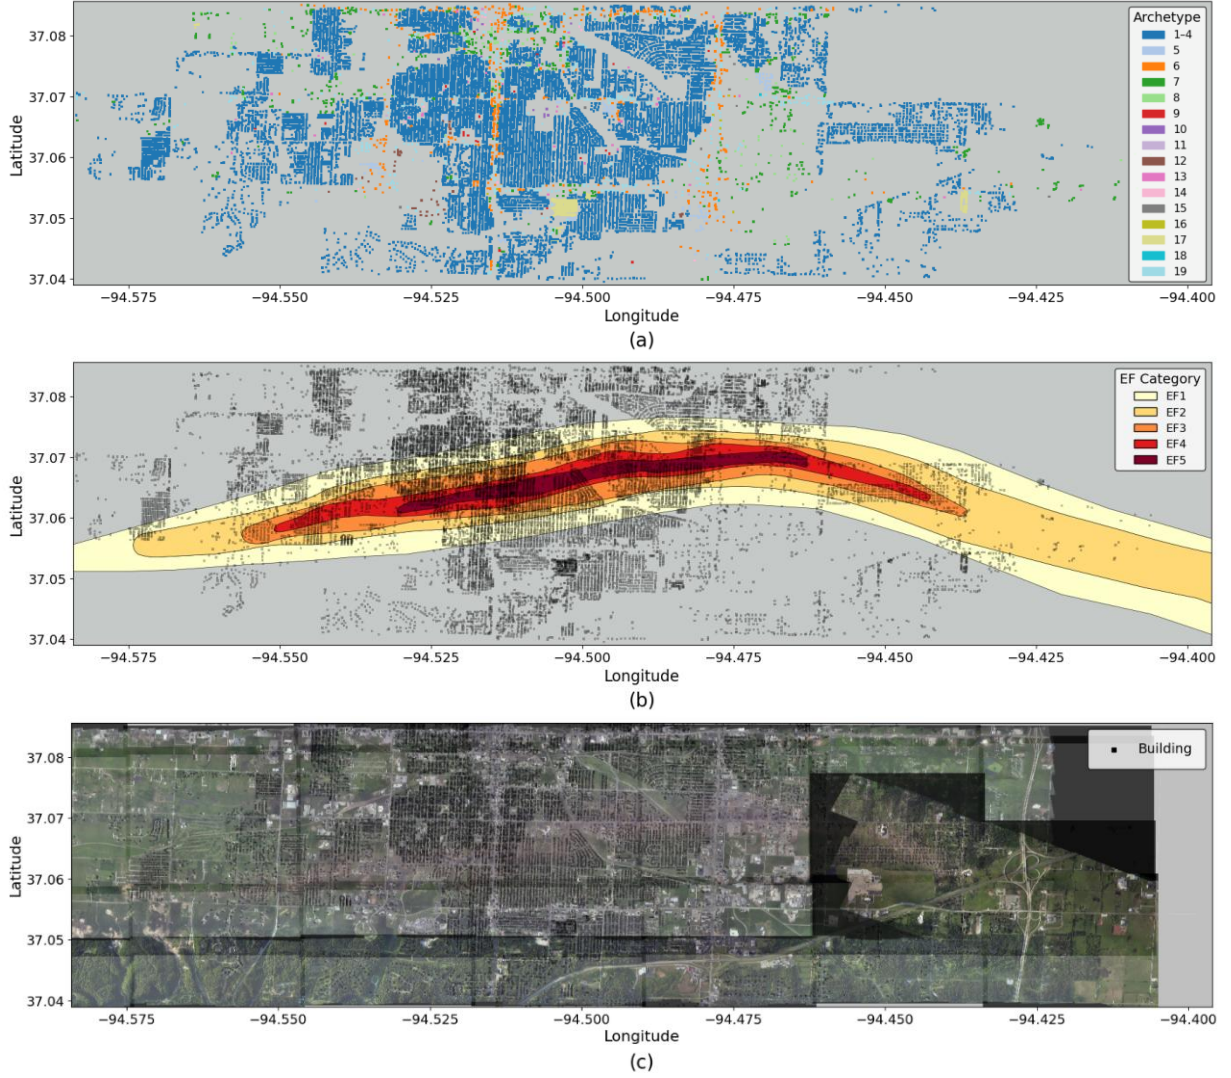 Archetype
1–4
5
6
7
8
9
10
11
12
13
14
15
16
17
18
19
37.08
37.07
37.06
37.05
37.04
Latitude
−94.575 −94.550 −94.525 −94.500 −94.475 −94.450 −94.425 −94.400
Longitude
(a)
EF Category
EF1
EF2
EF3
EF4
EF5
37.08
37.07
37.06
37.05
37.04
Latitude
−94.575 −94.550 −94.525 −94.500 −94.475 −94.450 −94.425 −94.400
Longitude
(b)
Building
37.08
37.07
37.06
37.05
37.04
Latitude
−94.575 −94.550 −94.525 −94.500 −94.475 −94.450 −94.425 −94.400
Longitude
(c)